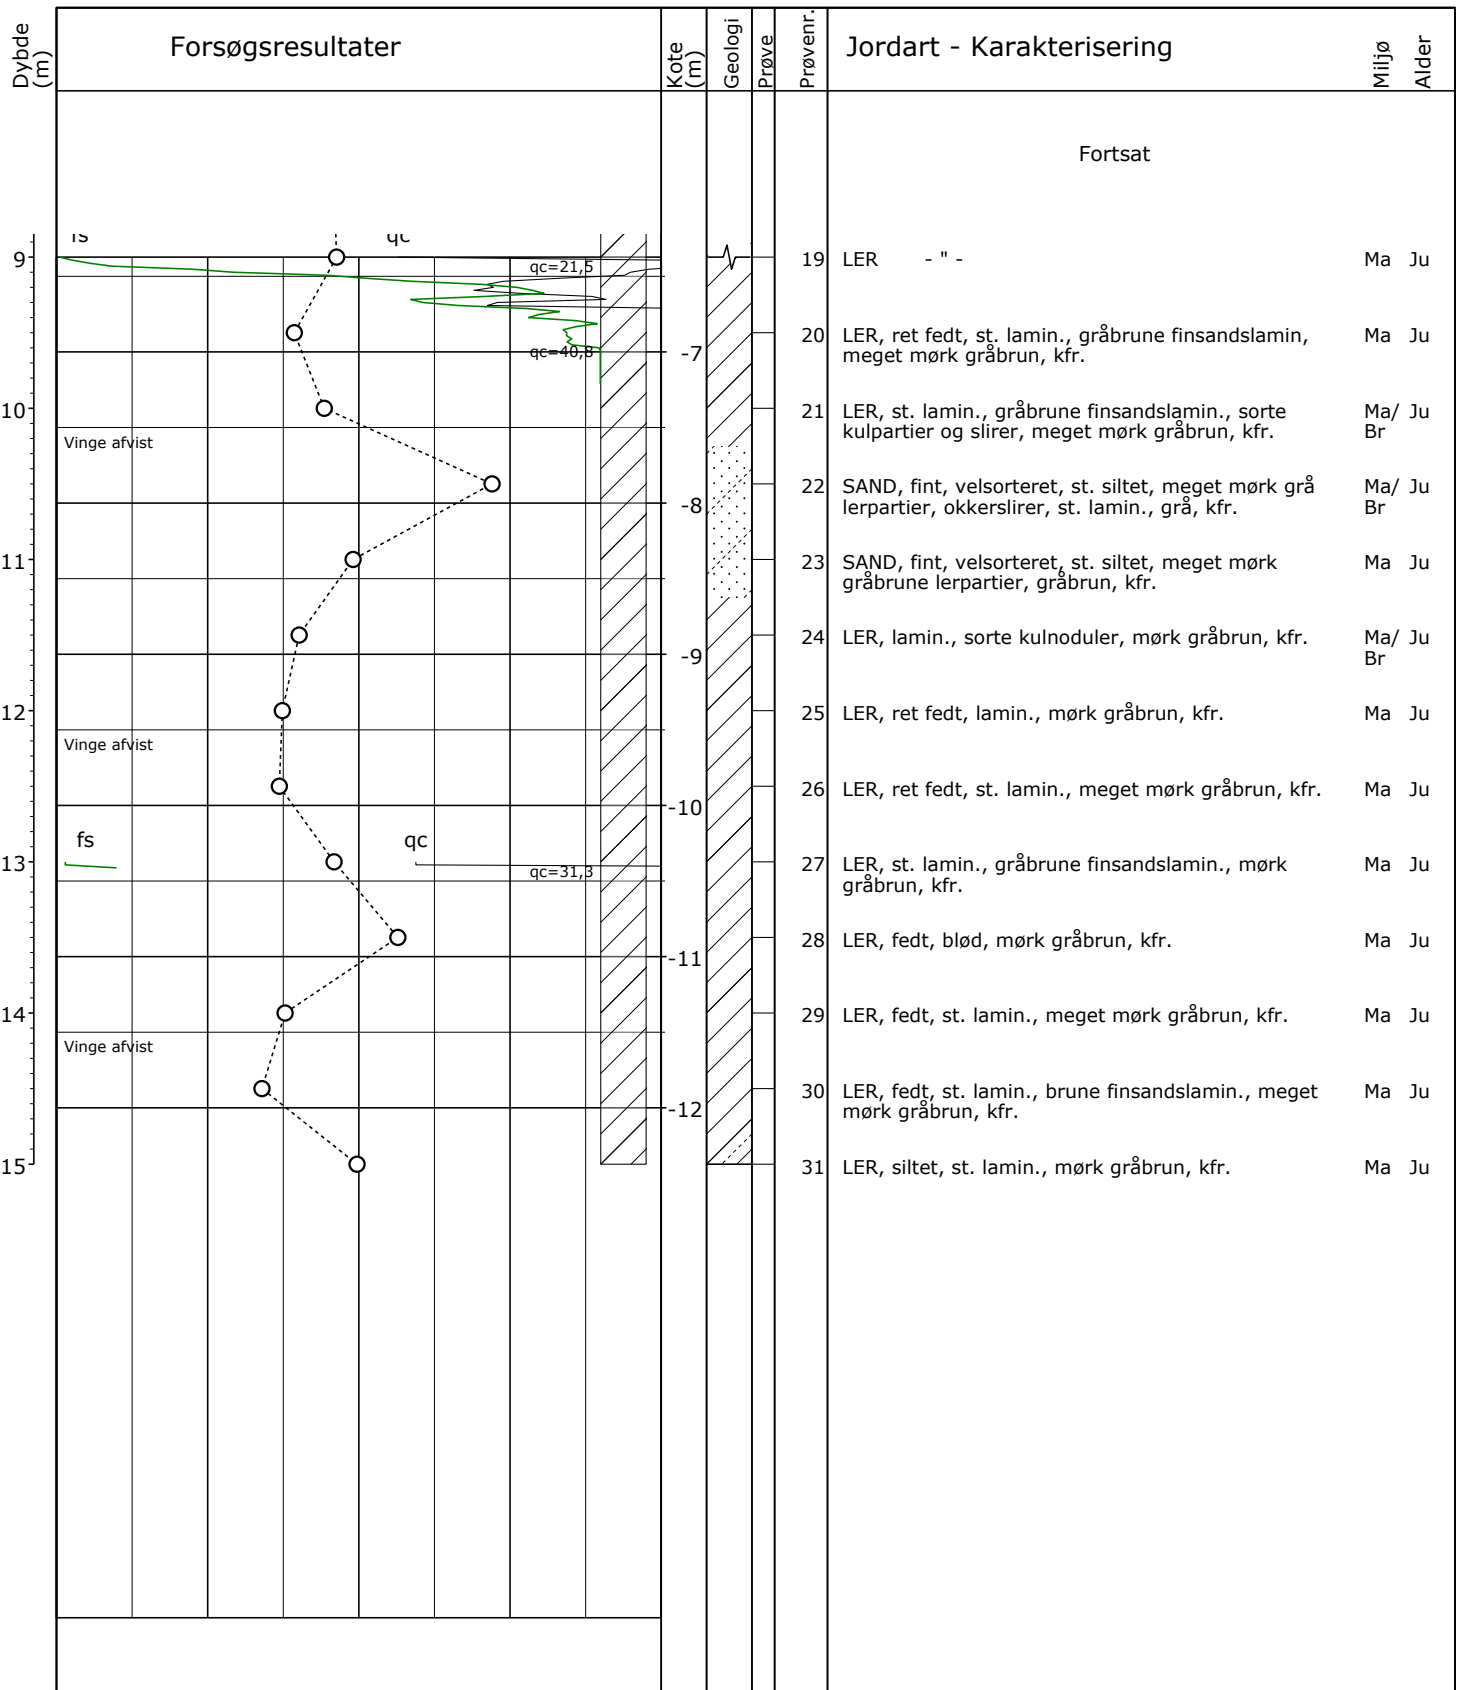 Dybde
(m)
Forsøgsresultater
Kote
(m)
Geologi
Prøve
Prøvenr.
Jordart - Karakterisering
Miljø
Alder
Fortsat
fs
qc
9
qc=21,5
19
LER - " -
Ma Ju
qc=40,8
-7
20
LER, ret fedt, st. lamin., gråbrune finsandslamin,
meget mørk gråbrun, kfr.
Ma Ju
10
Vinge afvist
21
LER, st. lamin., gråbrune finsandslamin., sorte
kulpartier og slirer, meget mørk gråbrun, kfr.
Ma/ Ju
Br
-8
22
SAND, fint, velsorteret, st. siltet, meget mørk grå
lerpartier, okkerslirer, st. lamin., grå, kfr.
Ma/ Ju
Br
11
23
SAND, fint, velsorteret, st. siltet, meget mørk
gråbrune lerpartier, gråbrun, kfr.
Ma Ju
-9
24
LER, lamin., sorte kulnoduler, mørk gråbrun, kfr.
Ma/ Ju
Br
12
Vinge afvist
25
LER, ret fedt, lamin., mørk gråbrun, kfr.
Ma Ju
-10
26
LER, ret fedt, st. lamin., meget mørk gråbrun, kfr.
Ma Ju
fs
qc
13
qc=31,3
27
LER, st. lamin., gråbrune finsandslamin., mørk
gråbrun, kfr.
Ma Ju
-11
28
LER, fedt, blød, mørk gråbrun, kfr.
Ma Ju
14
Vinge afvist
29
LER, fedt, st. lamin., meget mørk gråbrun, kfr.
Ma Ju
-12
30
LER, fedt, st. lamin., brune finsandslamin., meget
mørk gråbrun, kfr.
Ma Ju
15
31
LER, siltet, st. lamin., mørk gråbrun, kfr.
Ma Ju